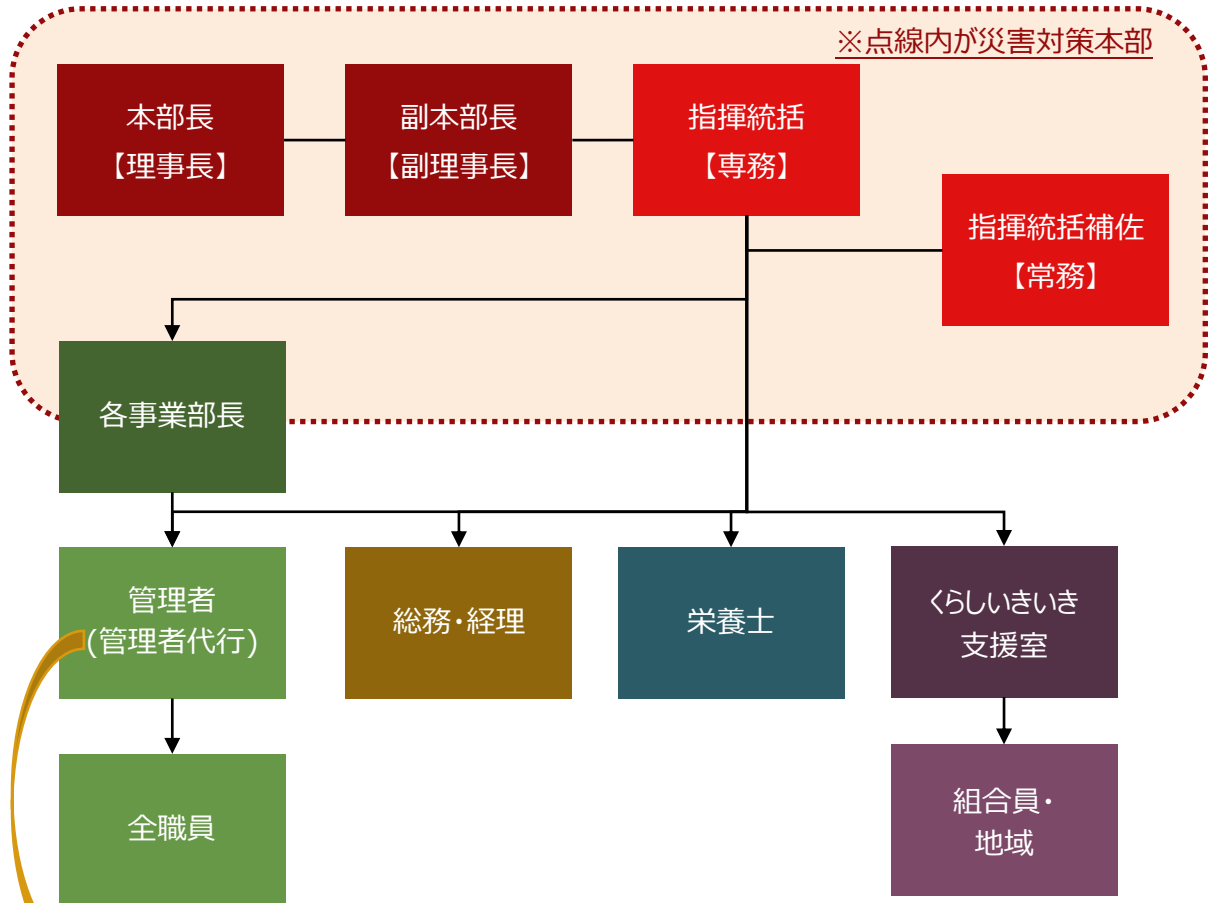 ※点線内が災害対策本部
本部長
【理事長】
副本部長
【副理事長】
指揮統括
【専務】
指揮統括補佐
【常務】
各事業部長
管理者
(管理者代行)
総務・経理
栄養士
くらしいきいき
支援室
全職員
組合員・
地域